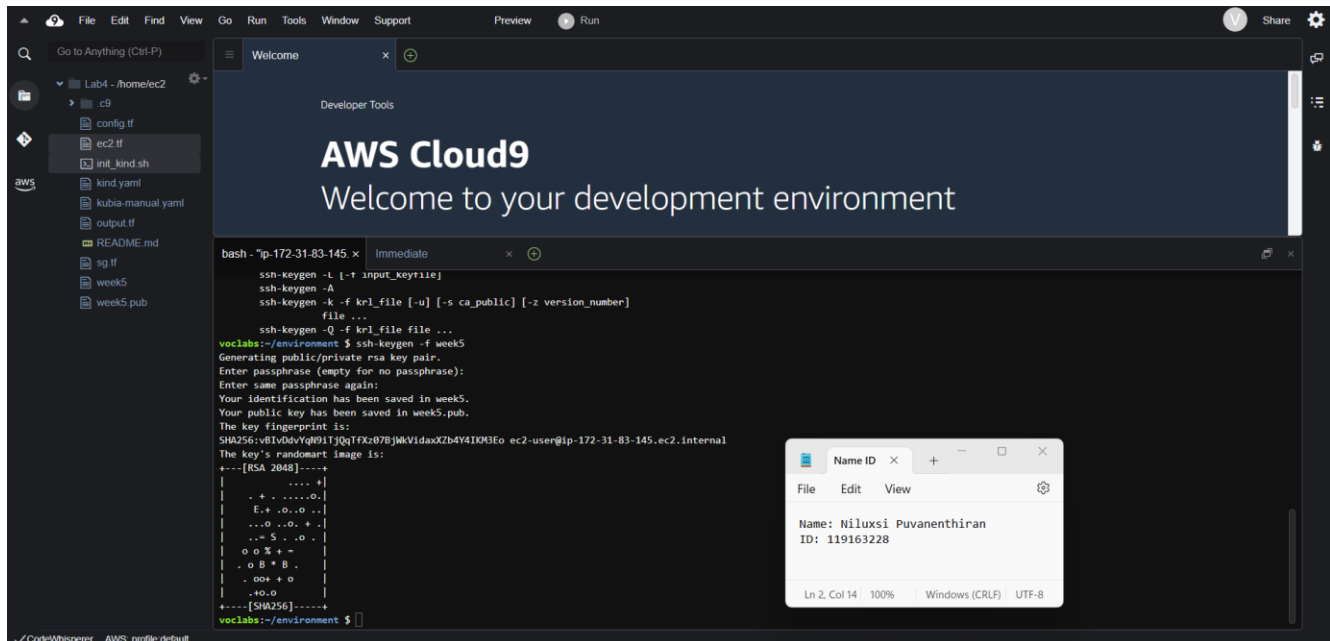 File Edit Find View Go Run Tools Window Support Preview Run V Share
Go to Anything (Ctrl-P)
Lab4 - /home/ec2
.c9
config.tf
ec2.tf
init_kind.sh
kind.yaml
kubia-manual.yaml
output.tf
README.md
sg.tf
week5
week5.pub
aws
Welcome
Developer Tools
AWS Cloud9
Welcome to your development environment
bash - "ip-172-31-83-145. Immediate
ssh-keygen -L [-f input_keyfile]
ssh-keygen -A
ssh-keygen -k -f krl_file [-u] [-s ca_public] [-z version_number]
file ...
ssh-keygen -Q -f krl_file file ...
voclabs:~/environment $ ssh-keygen -f week5
Generating public/private rsa key pair.
Enter passphrase (empty for no passphrase):
Enter same passphrase again:
Your identification has been saved in week5.
Your public key has been saved in week5.pub.
The key fingerprint is:
SHA256:vBIvDdvYqN9iTjQqTfXz07BjWkVidaxXZb4Y4IKM3Eo ec2-user@ip-172-31-83-145.ec2.internal
The key's randomart image is:
+---[RSA 2048]----+
|            .... +|
|    . + . .....o.|
|     E.+ .o..o ..|
|    ...o ..o. + .|
|     ..= S . .o . |
|   o o % + =     |
|  . o B * B .    |
|   . oo+ + o     |
|     .+o.o       |
+----[SHA256]-----+
voclabs:~/environment $
Name ID
File Edit View
Name: Niluxsi Puvanenthiran
ID: 119163228
Ln 2, Col 14 100% Windows (CRLF) UTF-8
CodeWhisperer AWS: profile:default